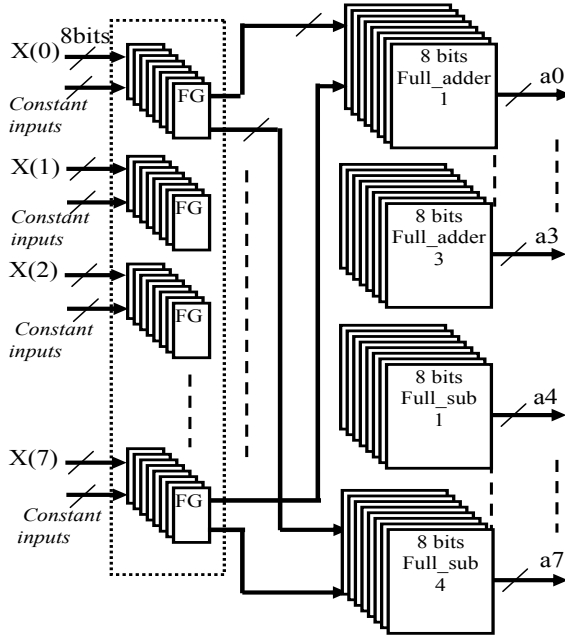 X(0)
8bits
Constant
inputs
FG
X(1)
Constant
inputs
FG
X(2)
Constant
inputs
FG
X(7)
Constant
inputs
FG
8 bits
Full_adder
1
a0
8 bits
Full_adder
3
a3
8 bits
Full_sub
1
a4
8 bits
Full_sub
4
a7